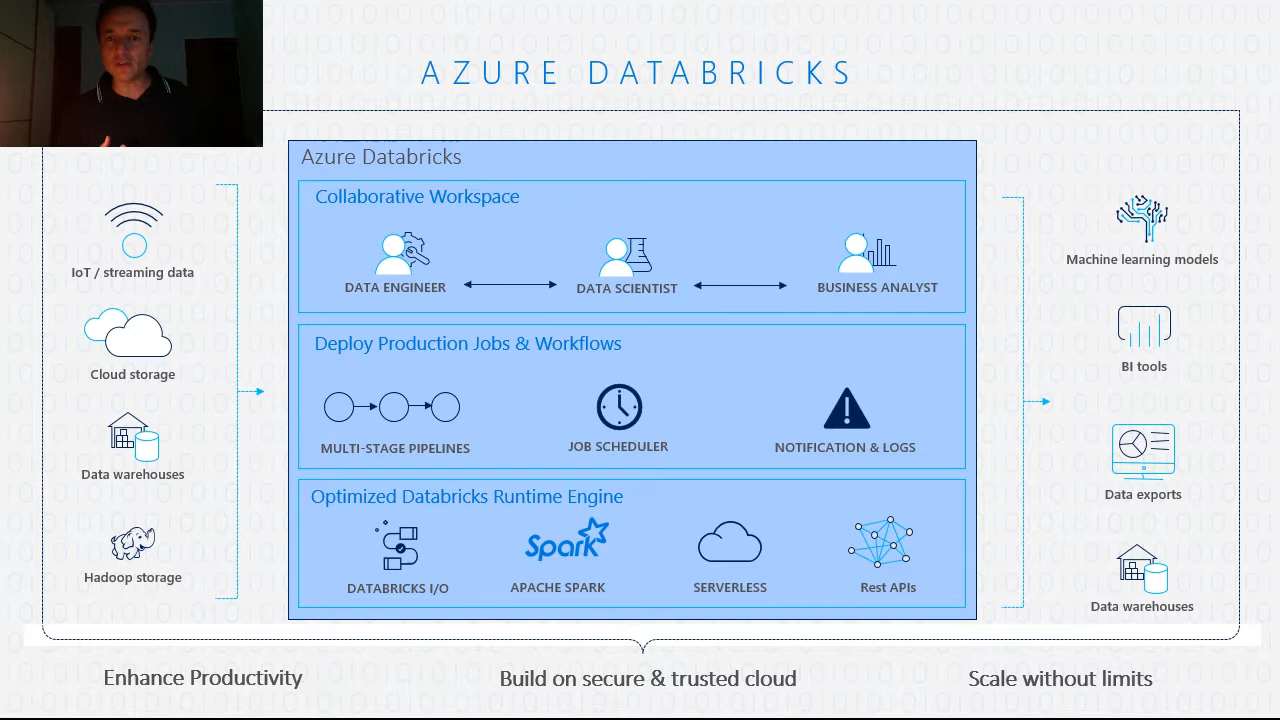 AZURE DATABRICKS
Azure Databricks
Collaborative Workspace
DATA ENGINEER
DATA SCIENTIST
BUSINESS ANALYST
Deploy Production Jobs & Workflows
MULTI-STAGE PIPELINES
JOB SCHEDULER
NOTIFICATION & LOGS
Optimized Databricks Runtime Engine
DATABRICKS I/O
Spark
APACHE SPARK
SERVERLESS
Rest APIs
IoT / streaming data
Cloud storage
Data warehouses
Hadoop storage
Machine learning models
BI tools
Data exports
Data warehouses
Enhance Productivity
Build on secure & trusted cloud
Scale without limits